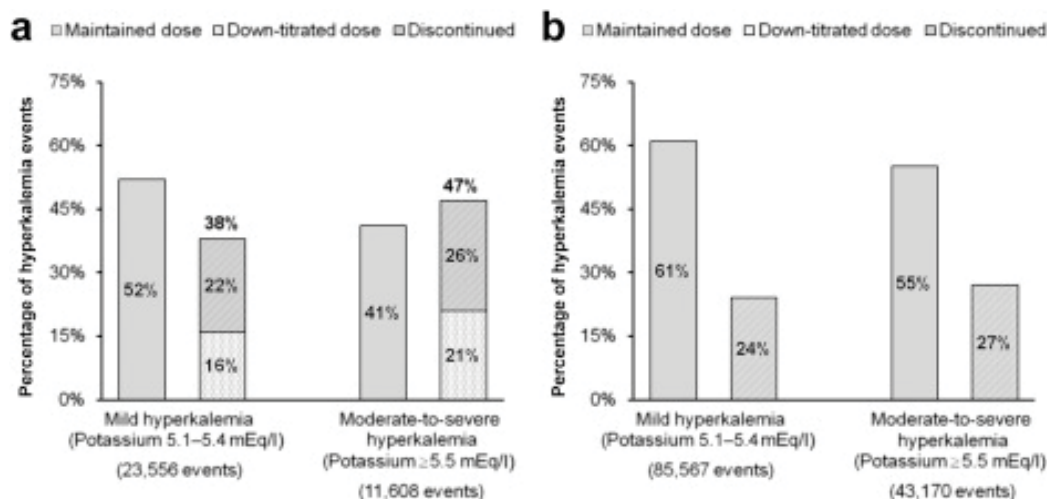 a
Maintained dose Down-titrated dose Discontinued
Percentage of hyperkalemia events
75%
60%
45%
30%
15%
0%
52%
38%
22%
16%
41%
47%
26%
21%
Mild hyperkalemia
(Potassium 5.1–5.4 mEq/l)
(23,556 events)
Moderate-to-severe
hyperkalemia
(Potassium ≥5.5 mEq/l)
(11,608 events)
b
Maintained dose Down-titrated dose Discontinued
Percentage of hyperkalemia events
75%
60%
45%
30%
15%
0%
61%
24%
55%
27%
Mild hyperkalemia
(Potassium 5.1–5.4 mEq/l)
(85,567 events)
Moderate-to-severe
hyperkalemia
(Potassium ≥5.5 mEq/l)
(43,170 events)